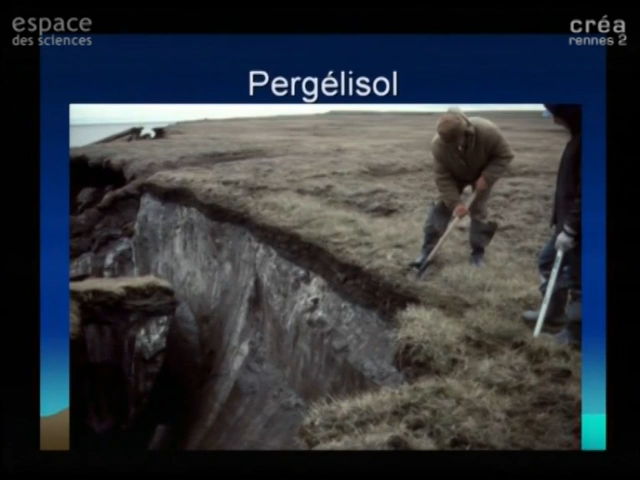 espace
des sciences
créa
rennes 2
Pergélisol